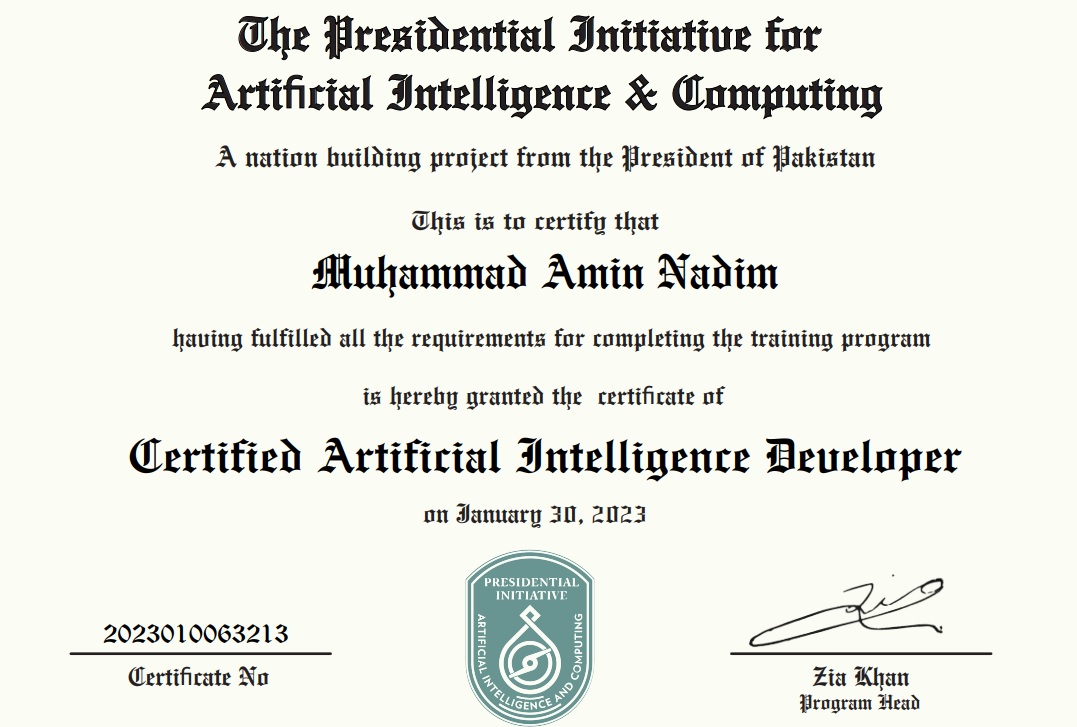 The Presidential Initiative for
Artificial Intelligence & Computing
A nation building project from the President of Pakistan
This is to certify that
Muhammad Amin Nadim
having fulfilled all the requirements for completing the training program
is hereby granted the certificate of
Certified Artificial Intelligence Developer
on January 30, 2023
PRESIDENTIAL
INITIATIVE
ARTIFICIAL INTELLIGENCE AND COMPUTING
2023010063213
Certificate No
Zia Khan
Program Head